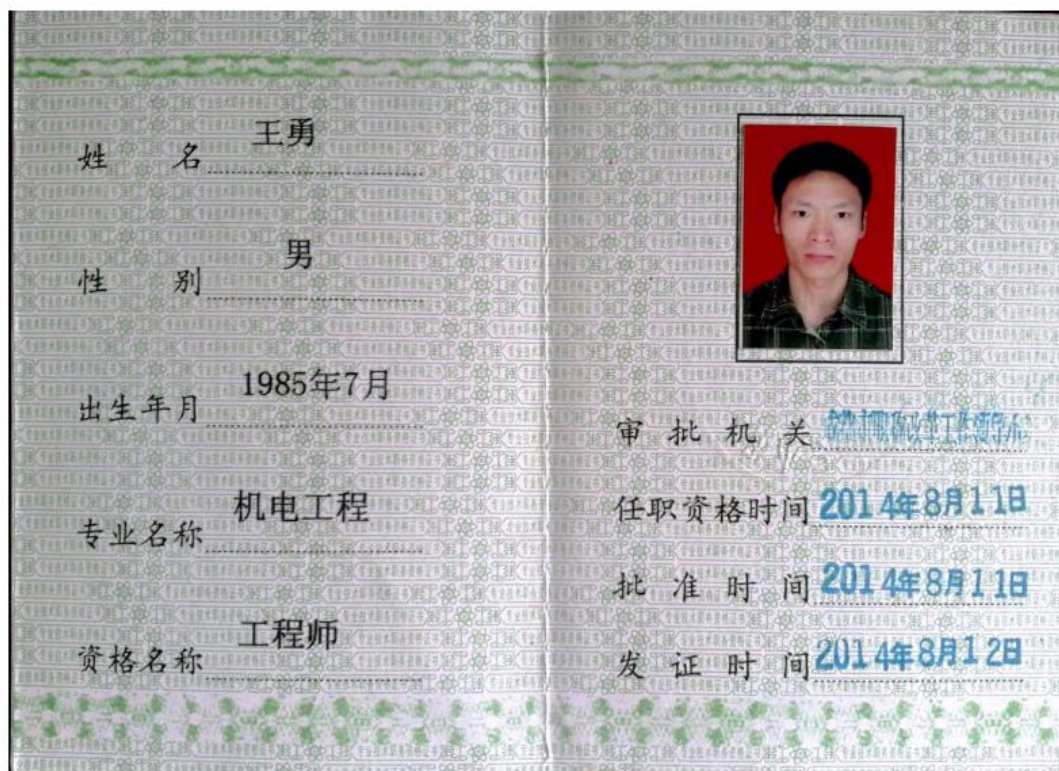 姓名 王勇
性别 男
出生年月 1985年7月
专业名称 机电工程
资格名称 工程师
审批机关
任职资格时间 2014年8月11日
批准时间 2014年8月11日
发证时间 2014年8月12日